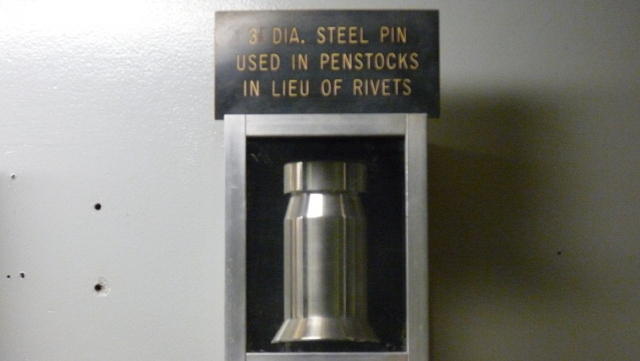 3" DIA. STEEL PIN
USED IN PENSTOCKS
IN LIEU OF RIVETS